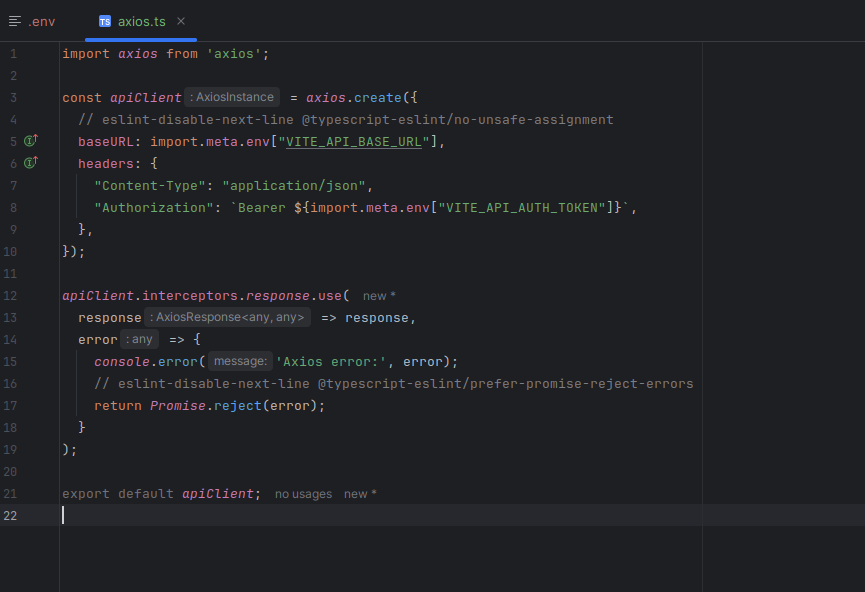 .env
TS axios.ts ×
1 import axios from 'axios';
2
3 const apiClient : AxiosInstance = axios.create({
4 // eslint-disable-next-line @typescript-eslint/no-unsafe-assignment
5 baseURL: import.meta.env["VITE_API_BASE_URL"],
6 headers: {
7 "Content-Type": "application/json",
8 "Authorization": `Bearer ${import.meta.env["VITE_API_AUTH_TOKEN"]}`,
9 },
10 });
11
12 apiClient.interceptors.response.use( new *
13 response : AxiosResponse<any, any> => response,
14 error : any => {
15 console.error( message: 'Axios error:', error);
16 // eslint-disable-next-line @typescript-eslint/prefer-promise-reject-errors
17 return Promise.reject(error);
18 }
19 );
20
21 export default apiClient; no usages new *
22